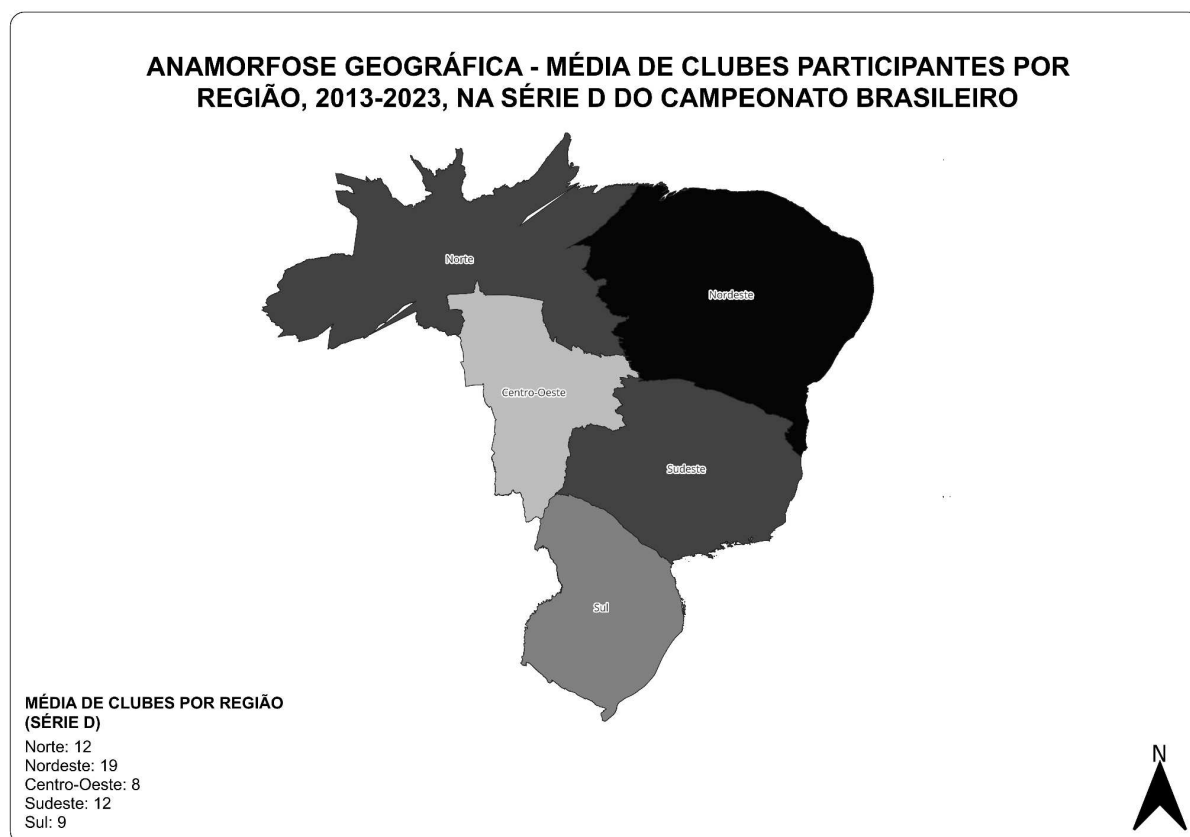 ANAMORFOSE GEOGRÁFICA - MÉDIA DE CLUBES PARTICIPANTES POR
REGIÃO, 2013-2023, NA SÉRIE D DO CAMPEONATO BRASILEIRO
Norte
Nordeste
Centro-Oeste
Sudeste
Sul
MÉDIA DE CLUBES POR REGIÃO
(SÉRIE D)
Norte: 12
Nordeste: 19
Centro-Oeste: 8
Sudeste: 12
Sul: 9
N